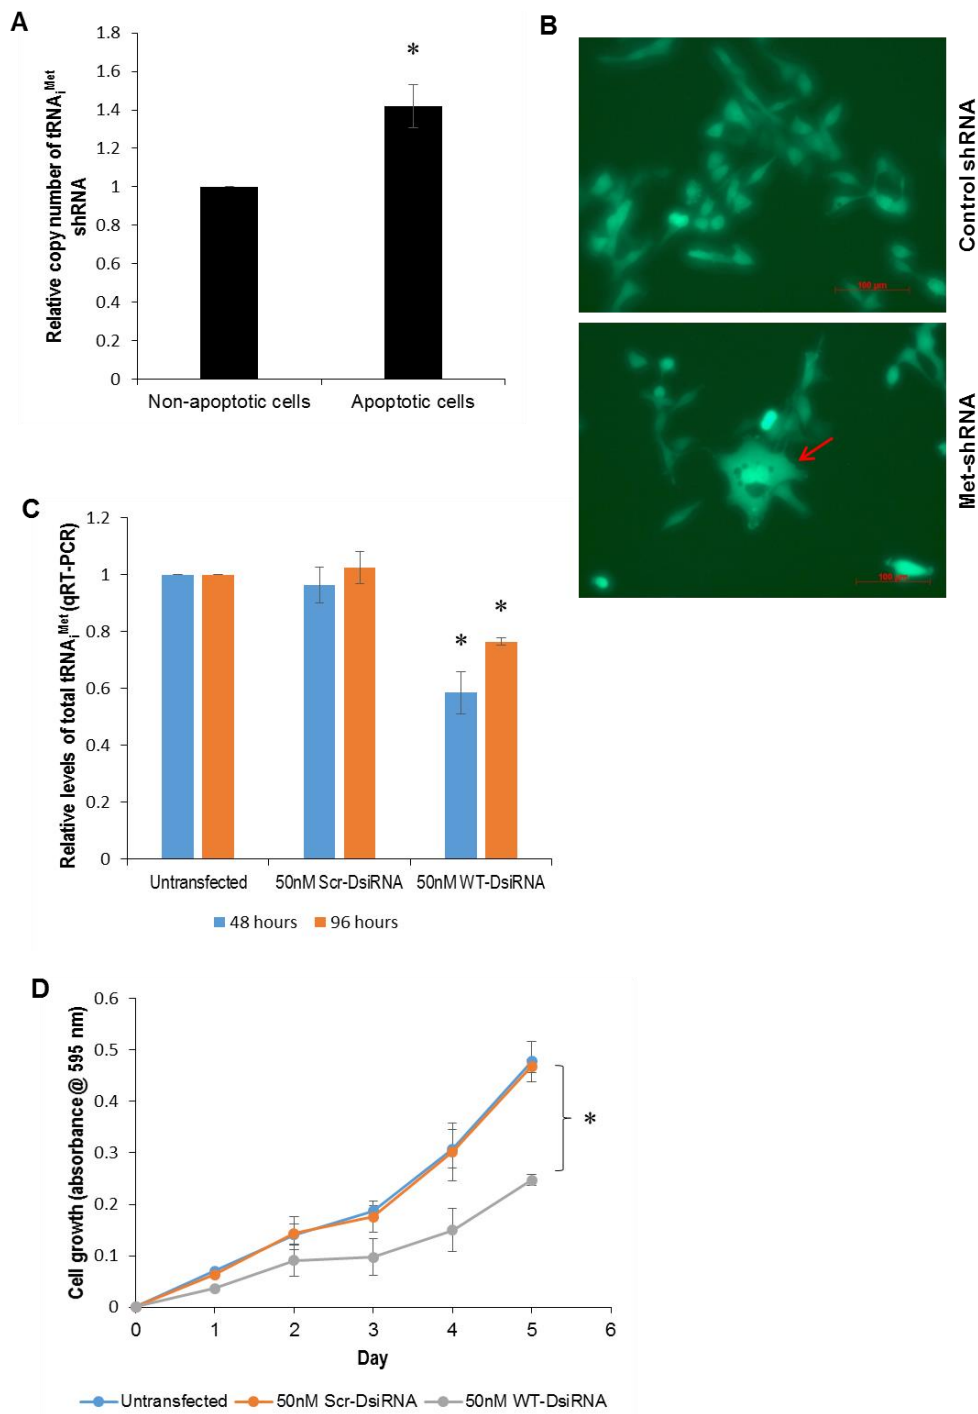 A
Relative copy number of tRNAiMet
shRNA
1.8
1.6
1.4
1.2
1
0.8
0.6
0.4
0.2
0
*
Non-apoptotic cells
Apoptotic cells
B
Control shRNA
100 µm
Met-shRNA
100 µm
C
Relative levels of total tRNAiMet (qRT-PCR)
1.2
1
0.8
0.6
0.4
0.2
0
* *
Untransfected
50nM Scr-DsiRNA
50nM WT-DsiRNA
48 hours
96 hours
D
Cell growth (absorbance @ 595 nm)
0.6
0.5
0.4
0.3
0.2
0.1
0
*
0 1 2 3 4 5 6
Day
Untransfected
50nM Scr-DsiRNA
50nM WT-DsiRNA